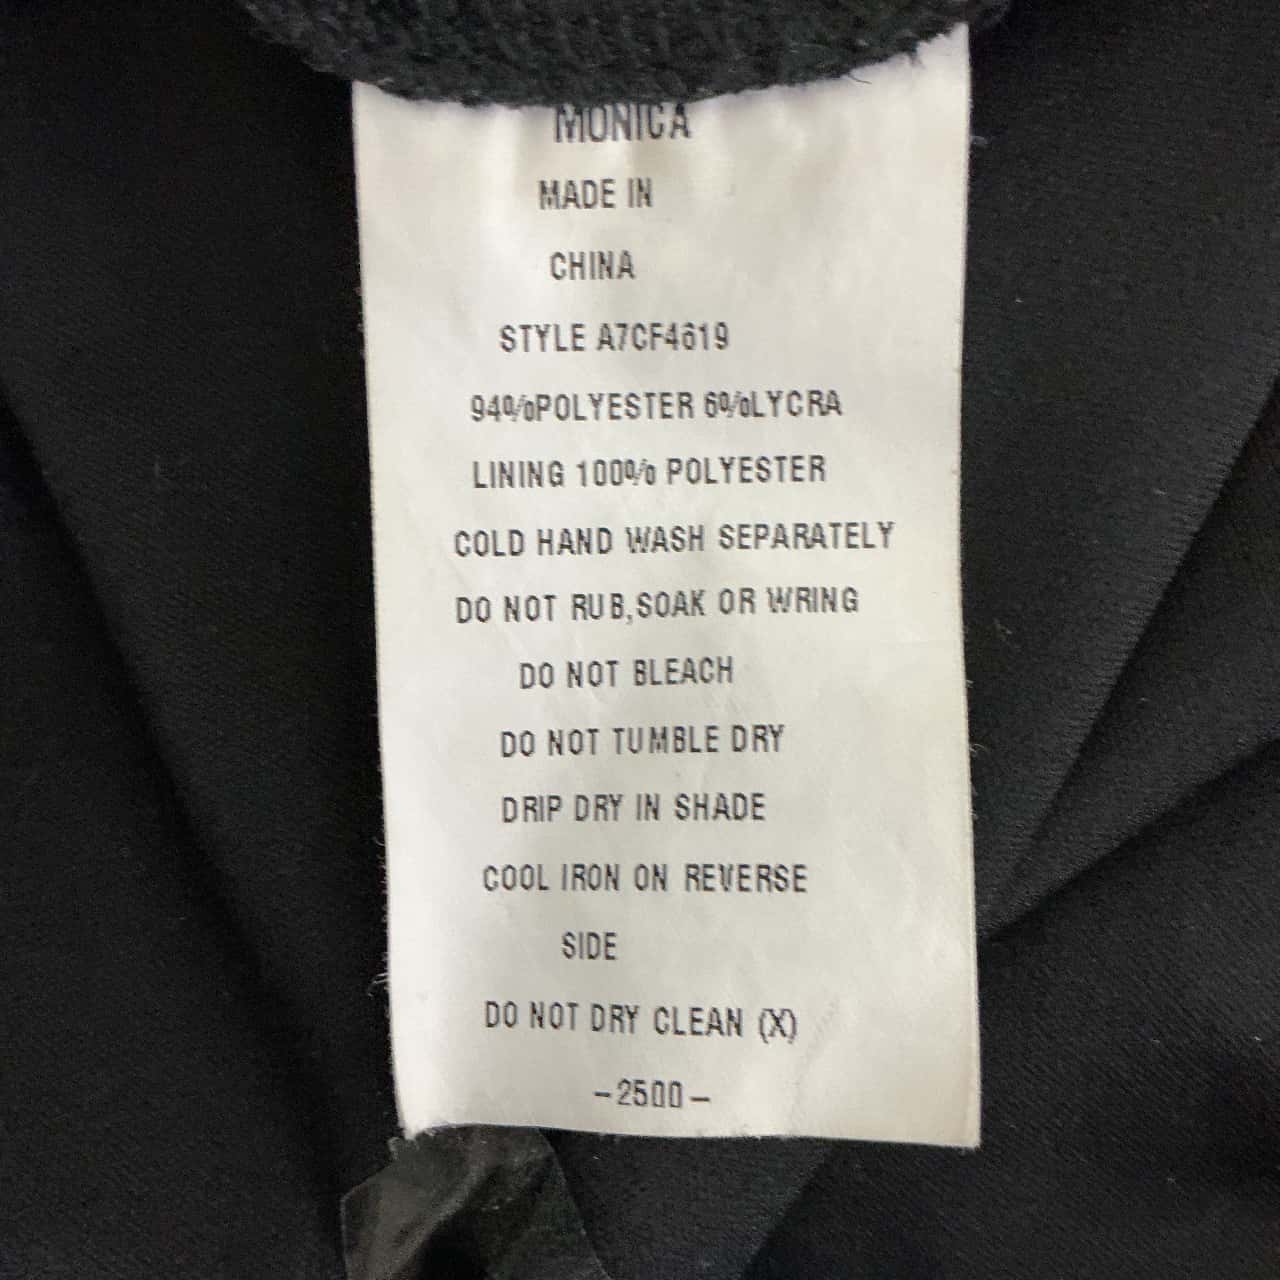 MONICA
MADE IN
CHINA
STYLE A7CF4619
94%POLYESTER 6%LYCRA
LINING 100% POLYESTER
COLD HAND WASH SEPARATELY
DO NOT RUB,SOAK OR WRING
DO NOT BLEACH
DO NOT TUMBLE DRY
DRIP DRY IN SHADE
COOL IRON ON REVERSE
SIDE
DO NOT DRY CLEAN (X)
-2500-